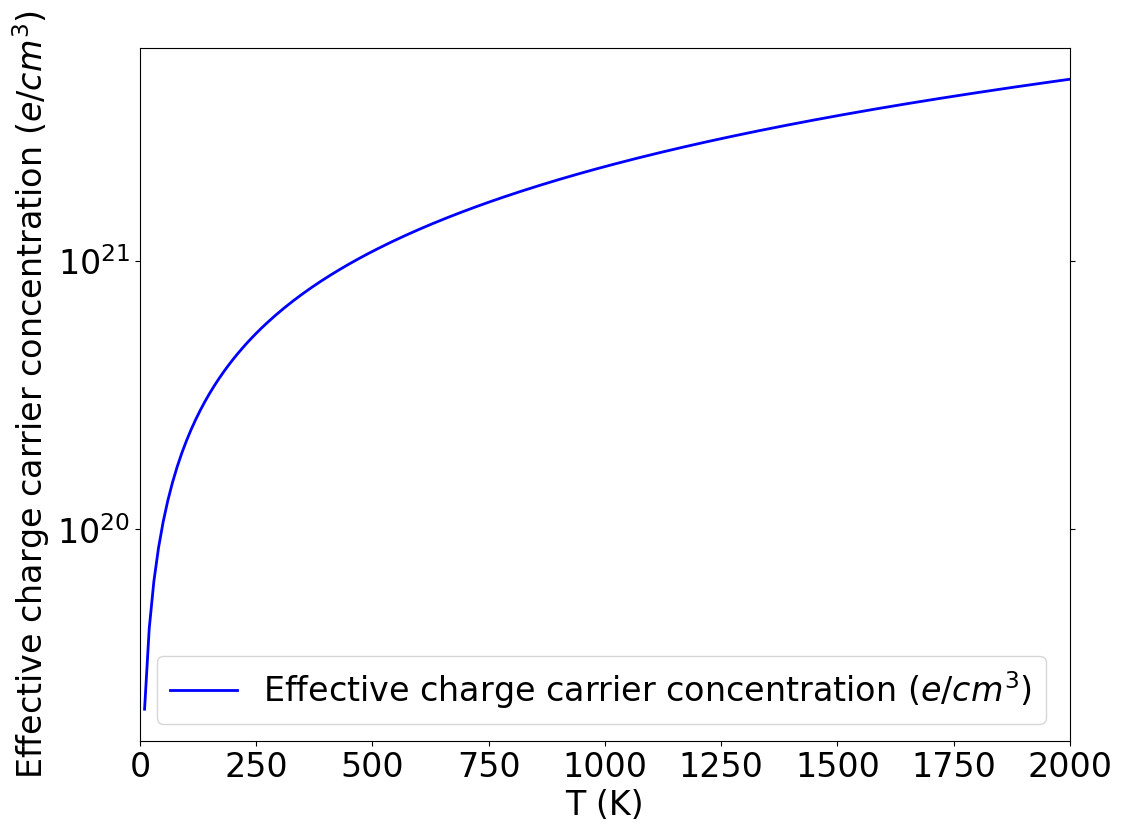 Effective charge carrier concentration (e/cm³)
10²¹
10²⁰
Effective charge carrier concentration (e/cm³)
0 250 500 750 1000 1250 1500 1750 2000
T (K)